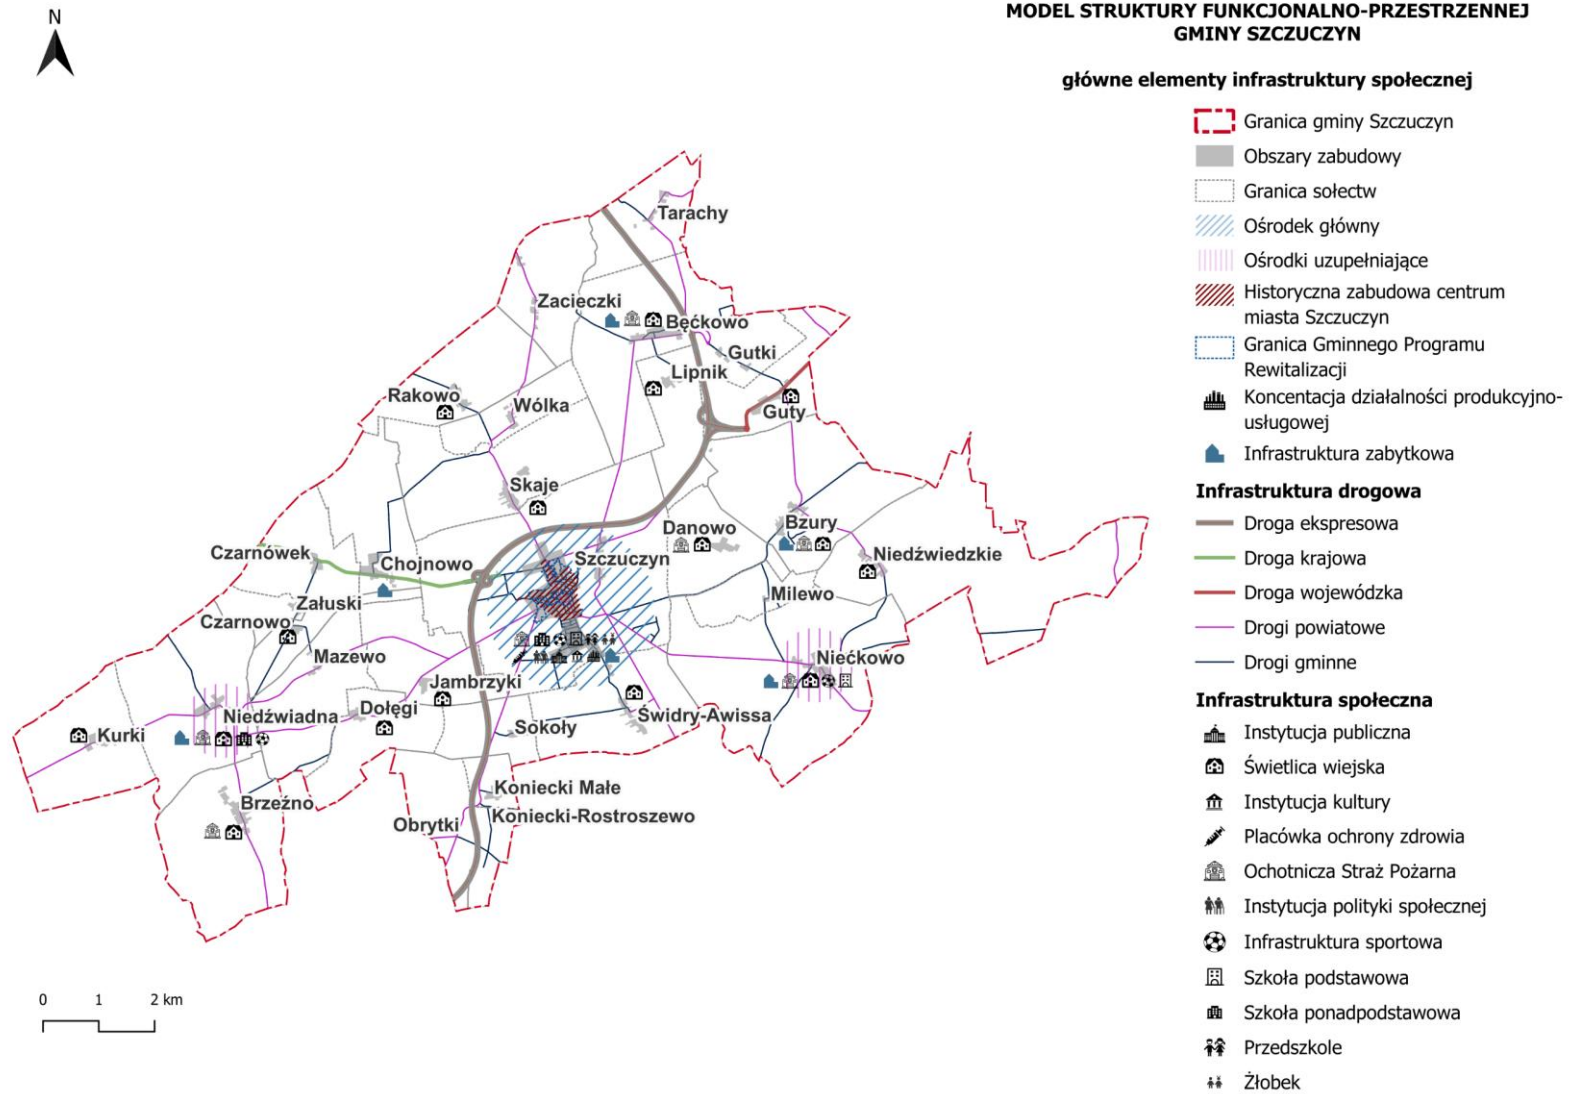 MODEL STRUKTURY FUNKCJONALNO-PRZESTRZENNEJ
GMINY SZCZUCZYN
N
główne elementy infrastruktury społecznej
Granica gminy Szczuczyn
Obszary zabudowy
Granica sołectw
Ośrodek główny
Ośrodki uzupełniające
Historyczna zabudowa centrum
miasta Szczuczyn
Granica Gminnego Programu
Rewitalizacji
Koncentacja działalności produkcyjno-
usługowej
Infrastruktura zabytkowa
Infrastruktura drogowa
Droga ekspresowa
Droga krajowa
Droga wojewódzka
Drogi powiatowe
Drogi gminne
Infrastruktura społeczna
Instytucja publiczna
Świetlica wiejska
Instytucja kultury
Placówka ochrony zdrowia
Ochotnicza Straż Pożarna
Instytucja polityki społecznej
Infrastruktura sportowa
Szkoła podstawowa
Szkoła ponadpodstawowa
Przedszkole
Żłobek
Tarachy
Zacieczki
Bęćkowo
Gutki
Lipnik
Rakowo
Wólka
Guty
Skaje
Danowo
Bzury
Czarnówek
Chojnowo
Szczuczyn
Niedźwiedzkie
Załuski
Milewo
Czarnowo
Mazewo
Niećkowo
Jambrzyki
Dołęgi
Niedźwiadna
Świdry-Awissa
Kurki
Sokoły
Koniecki Małe
Brzeźno
Koniecki-Rostroszewo
Obrytki
0 1 2 km